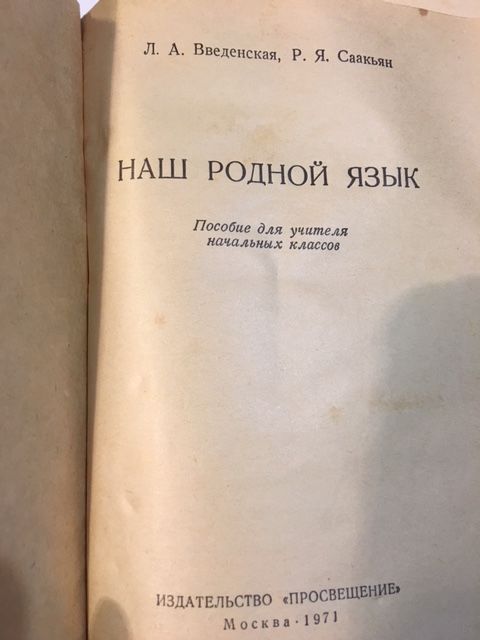 Л. А. Введенская, Р. Я. Саакьян
НАШ РОДНОЙ ЯЗЫК
Пособие для учителя
начальных классов
ИЗДАТЕЛЬСТВО «ПРОСВЕЩЕНИЕ»
Москва · 1971